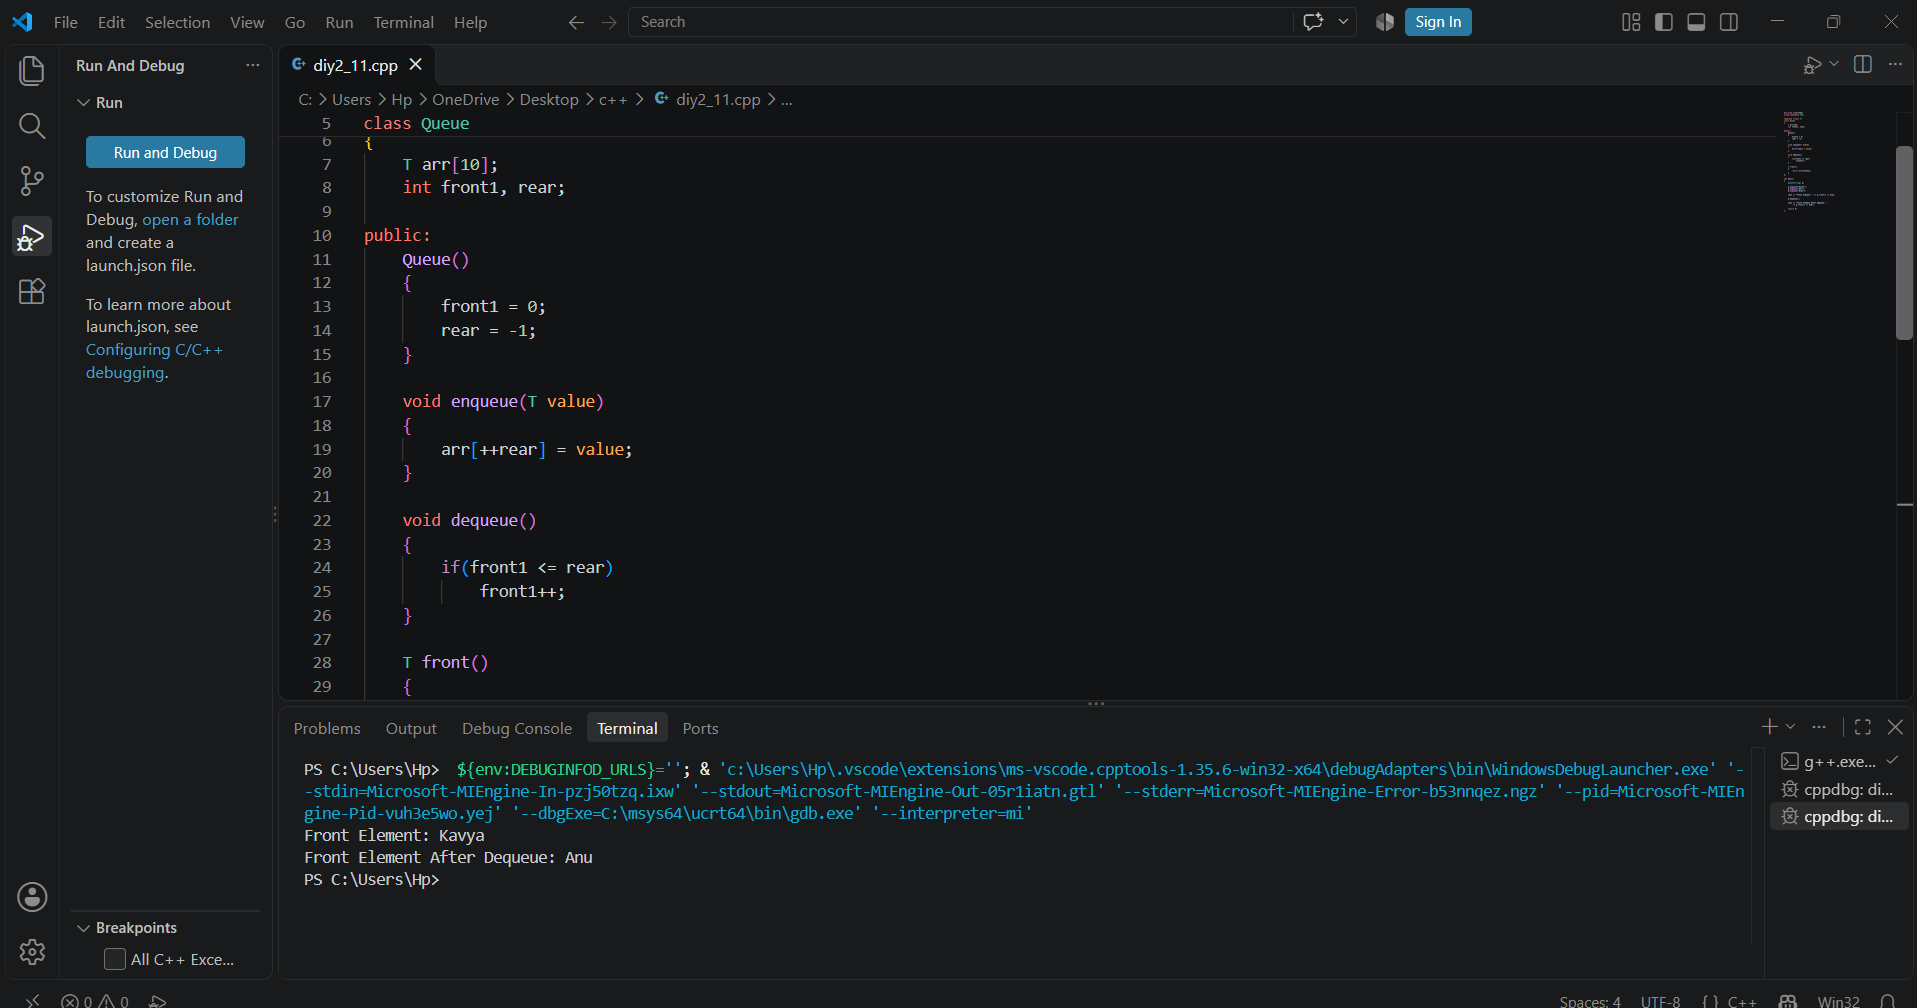 File Edit Selection View Go Run Terminal Help
Search
Sign In
Run And Debug
Run
Run and Debug
To customize Run and
Debug, open a folder
and create a
launch.json file.
To learn more about
launch.json, see
Configuring C/C++
debugging.
Breakpoints
All C++ Exce...
diy2_11.cpp
C: > Users > Hp > OneDrive > Desktop > c++ > diy2_11.cpp > ...
5 class Queue
6 {
7 T arr[10];
8 int front1, rear;
9
10 public:
11 Queue()
12 {
13 front1 = 0;
14 rear = -1;
15 }
16
17 void enqueue(T value)
18 {
19 arr[++rear] = value;
20 }
21
22 void dequeue()
23 {
24 if(front1 <= rear)
25 front1++;
26 }
27
28 T front()
29 {
Problems Output Debug Console Terminal Ports
PS C:\Users\Hp> ${env:DEBUGINFOD_URLS}=''; & 'c:\Users\Hp\.vscode\extensions\ms-vscode.cpptools-1.35.6-win32-x64\debugAdapters\bin\WindowsDebugLauncher.exe' '-
-stdin=Microsoft-MIEngine-In-pzj50tzq.ixw' '--stdout=Microsoft-MIEngine-Out-05r1iatn.gtl' '--stderr=Microsoft-MIEngine-Error-b53nnqez.ngz' '--pid=Microsoft-MIEn
gine-Pid-vuh3e5wo.yej' '--dbgExe=C:\msys64\ucrt64\bin\gdb.exe' '--interpreter=mi'
Front Element: Kavya
Front Element After Dequeue: Anu
PS C:\Users\Hp>
g++.exe...
cppdbg: di...
cppdbg: di...
0 0
Spaces: 4 UTF-8 {} C++ Win32